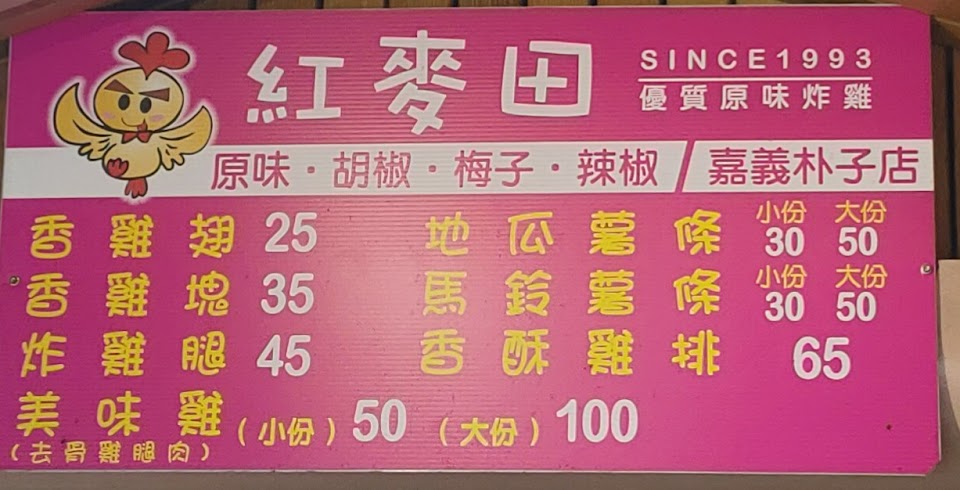 紅麥田
SINCE1993
優質原味炸雞
原味·胡椒·梅子·辣椒/嘉義朴子店
香雞翅 25
香雞塊 35
炸雞腿 45
美味雞(小份) 50 (大份) 100
(去骨雞腿肉)
小份 大份
地瓜薯條 30 50
小份 大份
馬鈴薯條 30 50
香酥雞排 65